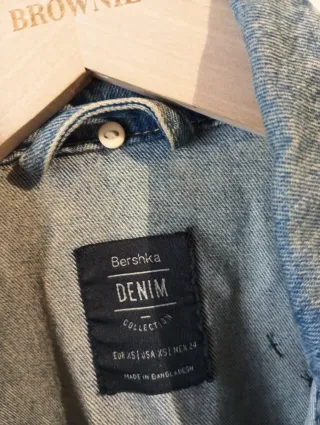 BROWNIE
Bershka
DENIM
COLLECTION
EUR XS | USA XS | MEX 24
MADE IN BANGLADESH